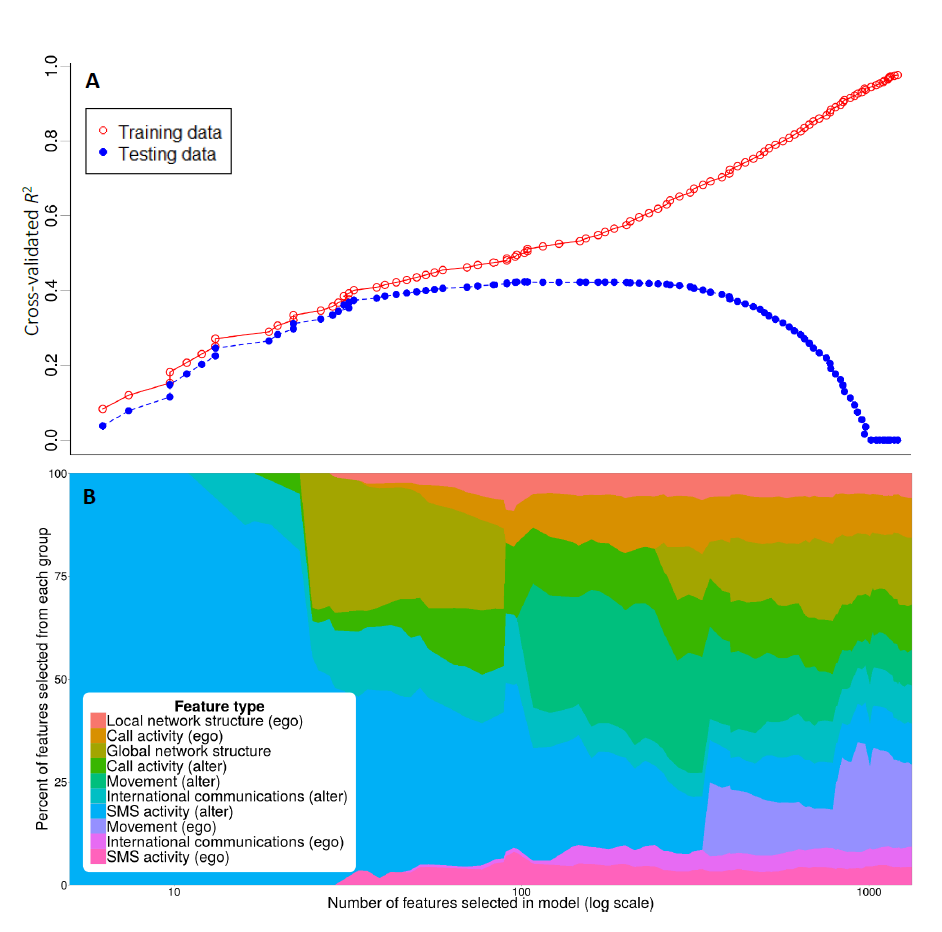 A
Training data
Testing data
Cross-validated R²
1.0
0.8
0.6
0.4
0.2
0.0
B
100
75
50
25
0
Percent of features selected from each group
Feature type
Local network structure (ego)
Call activity (ego)
Global network structure
Call activity (alter)
Movement (alter)
International communications (alter)
SMS activity (alter)
Movement (ego)
International communications (ego)
SMS activity (ego)
10 100 1000
Number of features selected in model (log scale)